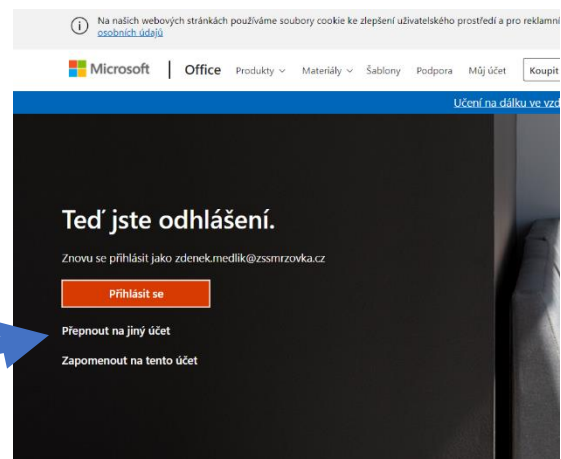 Na našich webových stránkách používáme soubory cookie ke zlepšení uživatelského prostředí a pro reklamní
osobních údajů
Microsoft | Office Produkty Materiály Šablony Podpora Můj účet Koupit
Učení na dálku ve vzd
Teď jste odhlášení.
Znovu se přihlásit jako zdenek.medlik@zssmrzovka.cz
Přihlásit se
Přepnout na jiný účet
Zapomenout na tento účet